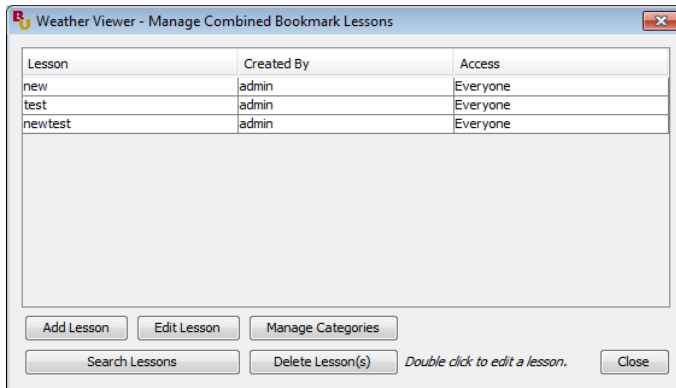 BU Weather Viewer - Manage Combined Bookmark Lessons
Lesson Created By Access
new admin Everyone
test admin Everyone
newtest admin Everyone
Add Lesson Edit Lesson Manage Categories
Search Lessons Delete Lesson(s) Double click to edit a lesson. Close